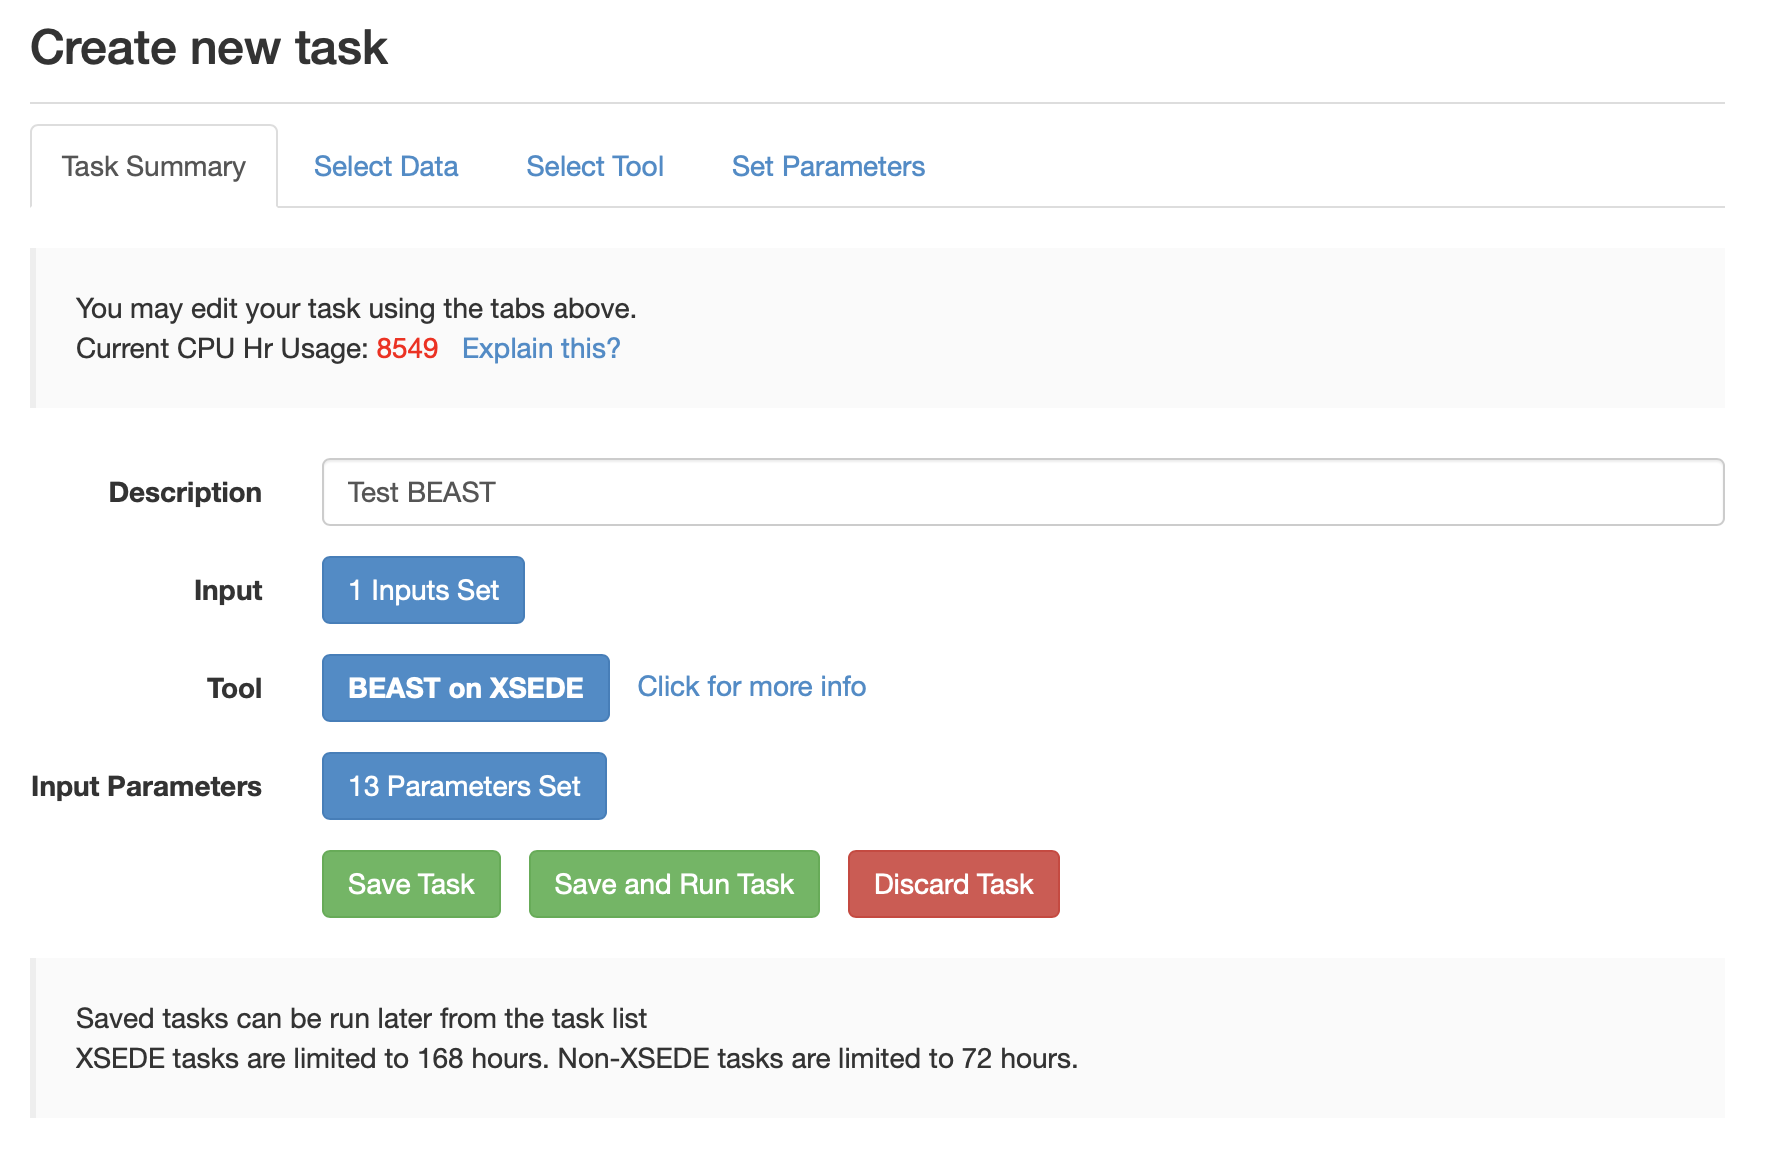 Create new task
Task Summary Select Data Select Tool Set Parameters
You may edit your task using the tabs above.
Current CPU Hr Usage: 8549 Explain this?
Description Test BEAST
Input 1 Inputs Set
Tool BEAST on XSEDE Click for more info
Input Parameters 13 Parameters Set
Save Task Save and Run Task Discard Task
Saved tasks can be run later from the task list
XSEDE tasks are limited to 168 hours. Non-XSEDE tasks are limited to 72 hours.